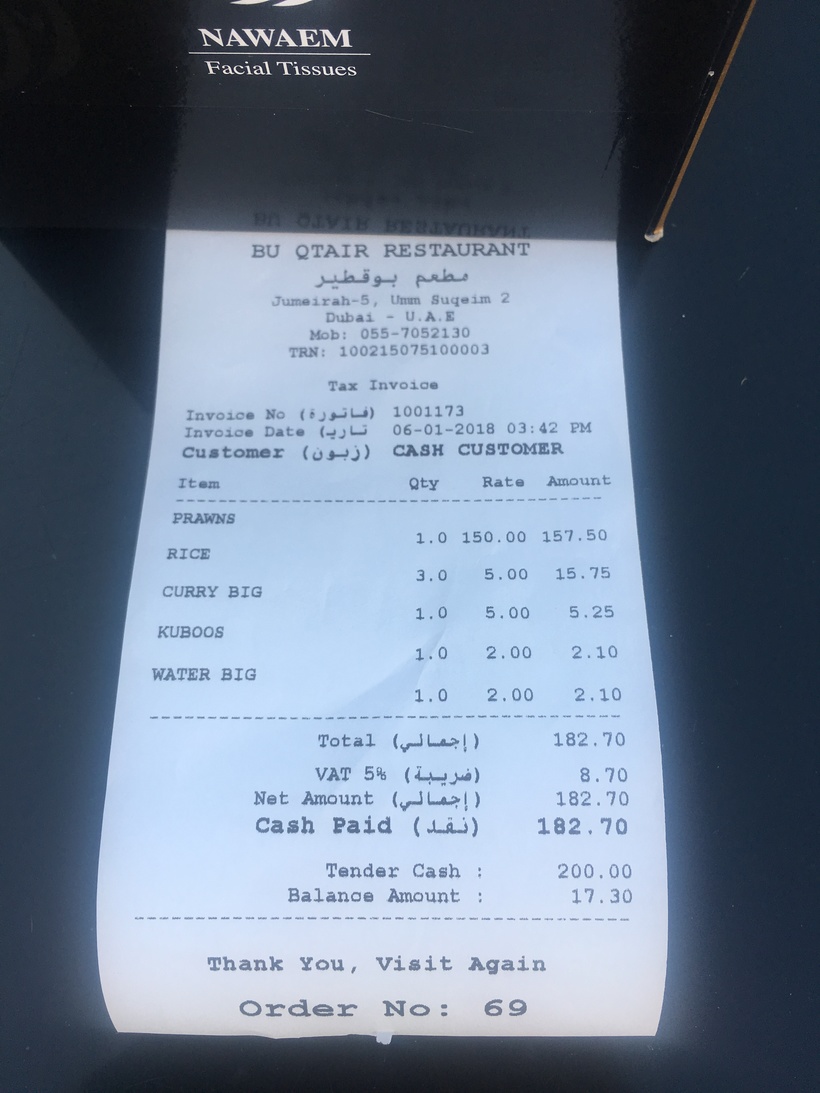 NAWAEM
Facial Tissues
BU QTAIR RESTAURANT
مطعم بوقطير
Jumeirah-5, Umm Suqeim 2
Dubai - U.A.E
Mob: 055-7052130
TRN: 100215075100003
Tax Invoice
Invoice No (فاتورة) 1001173
Invoice Date (تاريـ 06-01-2018 03:42 PM
Customer (زبون) CASH CUSTOMER
Item Qty Rate Amount
PRAWNS
1.0 150.00 157.50
RICE
3.0 5.00 15.75
CURRY BIG
1.0 5.00 5.25
KUBOOS
1.0 2.00 2.10
WATER BIG
1.0 2.00 2.10
Total (إجمالي) 182.70
VAT 5% (ضريبة) 8.70
Net Amount (إجمالي) 182.70
Cash Paid (نقد) 182.70
Tender Cash : 200.00
Balance Amount : 17.30
Thank You, Visit Again
Order No: 69